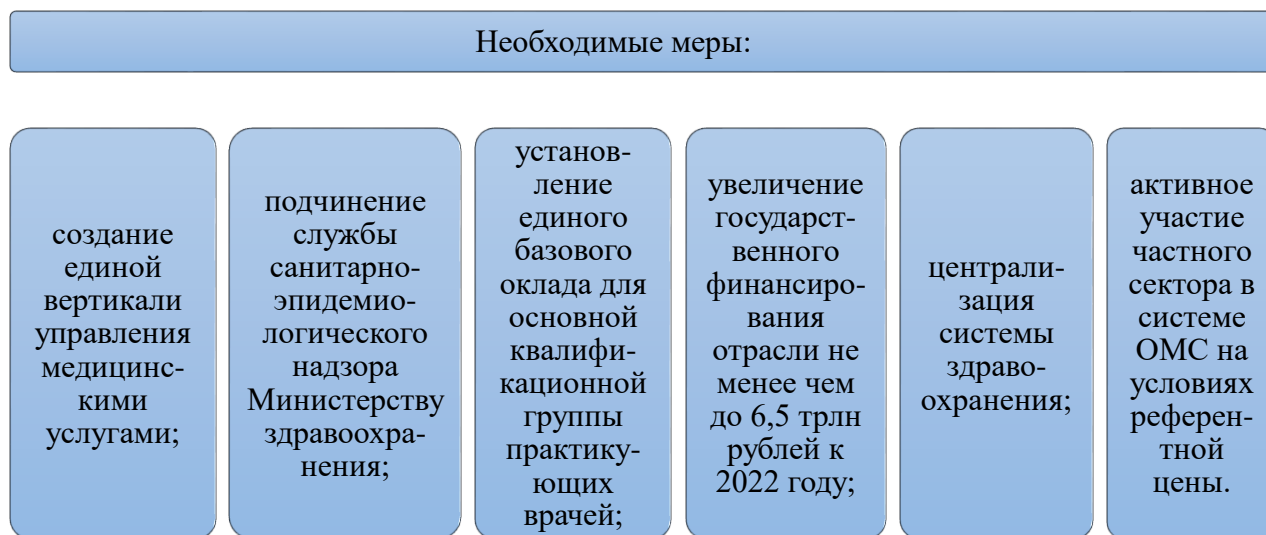 Необходимые меры:
создание
единой
вертикали
управления
медицинс-
кими
услугами;
подчинение
службы
санитарно-
эпидемио-
логического
надзора
Министерству
здравоохра-
нения;
установ-
ление
единого
базового
оклада для
основной
квалифи-
кационной
группы
практику-
ющих
врачей;
увеличение
государст-
венного
финансиро-
вания
отрасли не
менее чем
до 6,5 трлн
рублей к
2022 году;
централи-
зация
системы
здраво-
охранения;
активное
участие
частного
сектора в
системе
ОМС на
условиях
референ-
тной
цены.